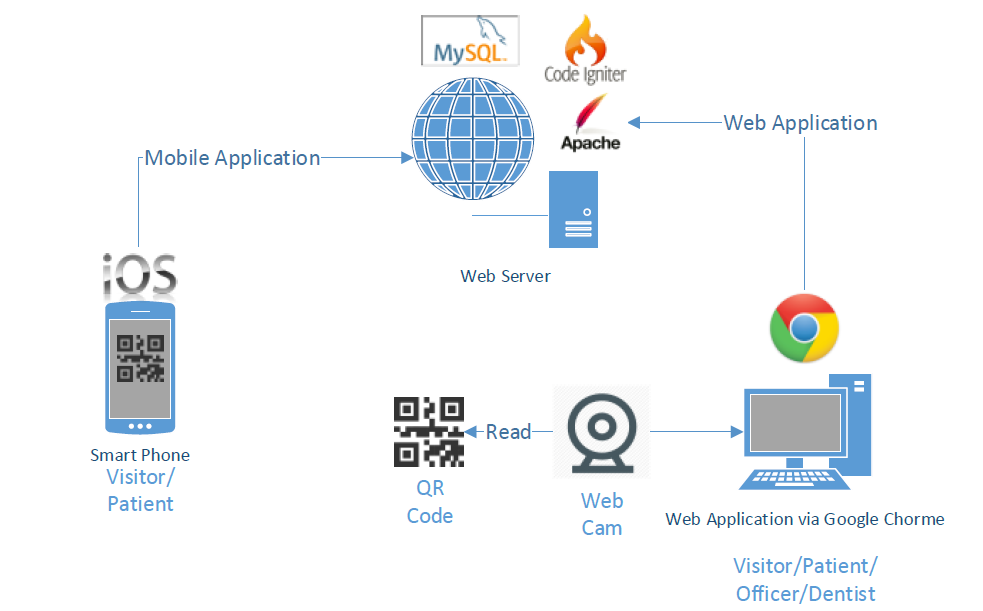 MySQL
Code Igniter
Apache
Web Application
Mobile Application
Web Server
iOS
Smart Phone
Visitor/
Patient
Read
QR
Code
Web
Cam
Web Application via Google Chorme
Visitor/Patient/
Officer/Dentist